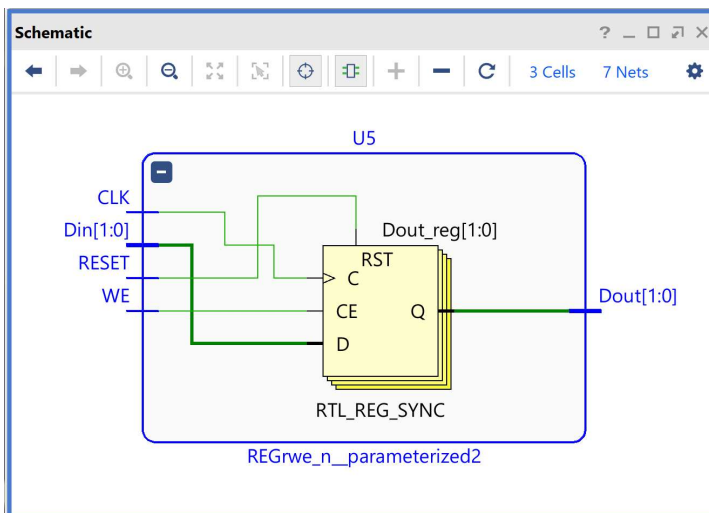 Schematic
3 Cells 7 Nets
U5
CLK
Din[1:0]
RESET
WE
Dout_reg[1:0]
RST
C
CE
Q
D
Dout[1:0]
RTL_REG_SYNC
REGrwe_n__parameterized2